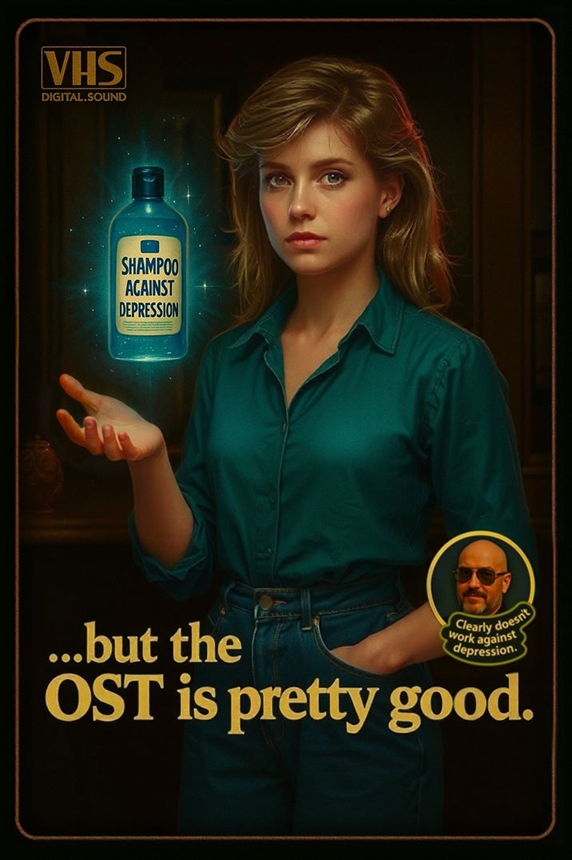 VHS
DIGITAL.SOUND
SHAMPOO
AGAINST
DEPRESSION
Clearly doesn't
work against
depression.
...but the
OST is pretty good.